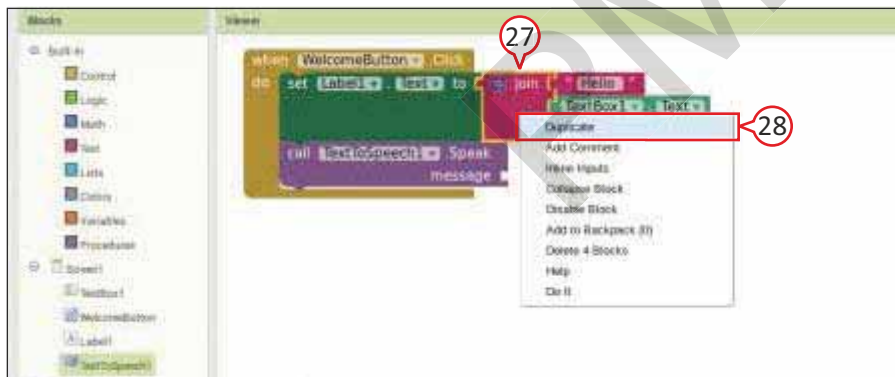 Blocks
Viewer
Built-in
Control
Logic
Math
Text
Lists
Colors
Variables
Procedures
Screen1
TextBox1
WelcomeButton
Label1
TextToSpeech1
when WelcomeButton .Click
do set Label1 . Text to join " Hello "
TextBox1 . Text
call TextToSpeech1 .Speak
message
27
28
Duplicate
Add Comment
Inline Inputs
Collapse Block
Disable Block
Add to Backpack (0)
Delete 4 Blocks
Help
Do It